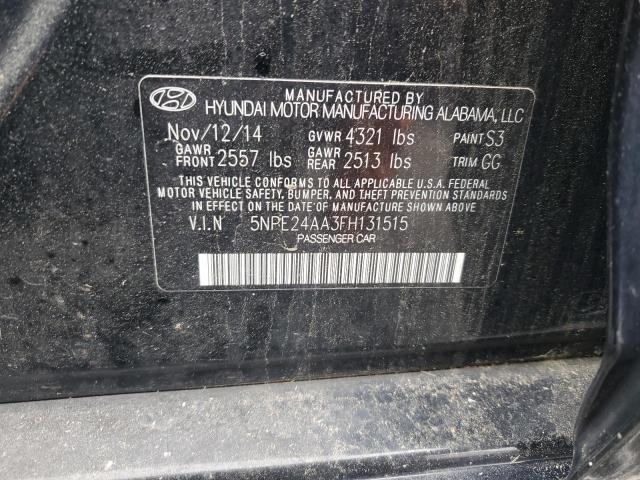 MANUFACTURED BY
HYUNDAI MOTOR MANUFACTURING ALABAMA, LLC
Nov/12/14 GVWR 4321 lbs PAINT S3
GAWR FRONT 2557 lbs GAWR REAR 2513 lbs TRIM GG
THIS VEHICLE CONFORMS TO ALL APPLICABLE U.S.A. FEDERAL
MOTOR VEHICLE SAFETY, BUMPER, AND THEFT PREVENTION STANDARDS
IN EFFECT ON THE DATE OF MANUFACTURE SHOWN ABOVE
V.I.N 5NPE24AA3FH131515
PASSENGER CAR